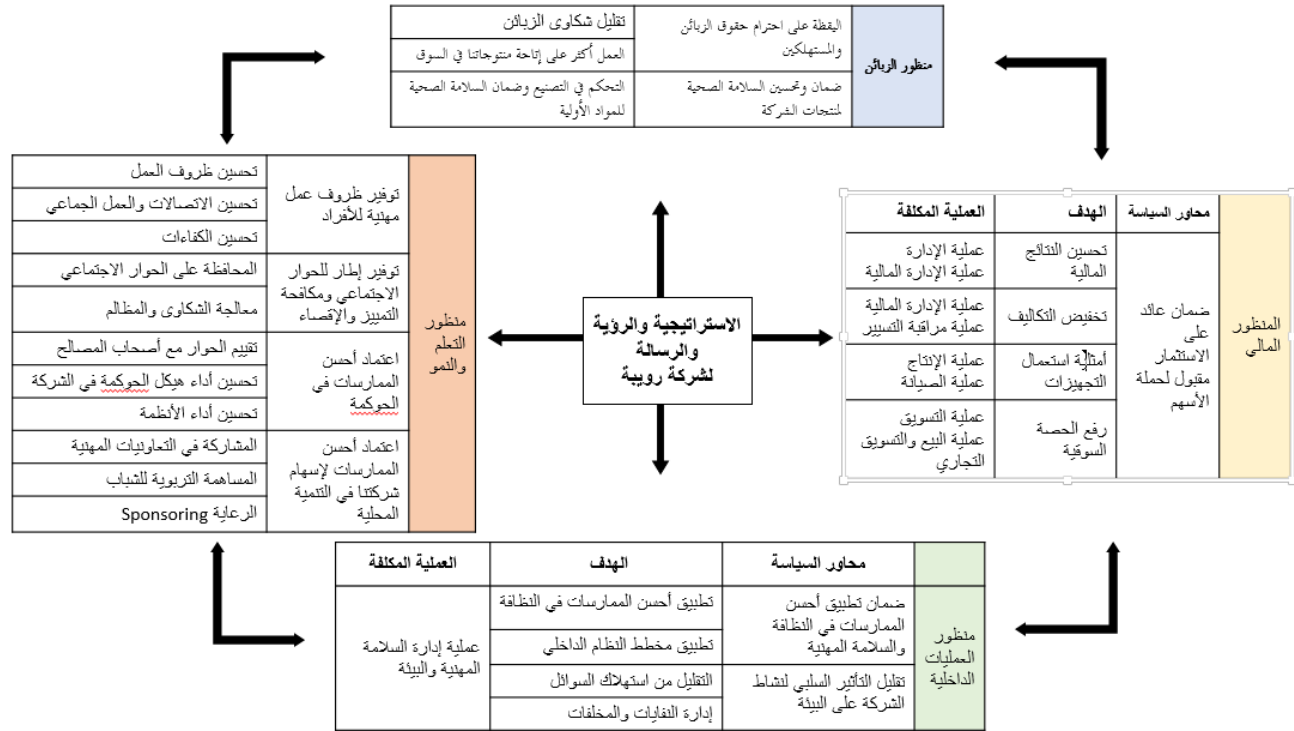 منظور الزبائن
اليقظة على احترام حقوق الزبائن
والمستهلكين
تقليل شكاوى الزبائن
العمل أكثر على إتاحة منتوجاتنا في السوق
ضمان وتحسين السلامة الصحية
لمنتجات الشركة
التحكم في التصنيع وضمان السلامة الصحية
للمواد الأولية
المنظور
المالي
محاور السياسة
الهدف
العملية المكلفة
ضمان عائد
على
الاستثمار
مقبول لحملة
الأسهم
تحسين النتائج
المالية
عملية الإدارة
عملية الإدارة المالية
تخفيض التكاليف
عملية الإدارة المالية
عملية مراقبة التسيير
أمثلية استعمال
التجهيزات
عملية الإنتاج
عملية الصيانة
رفع الحصة
السوقية
عملية التسويق
عملية البيع والتسويق
التجاري
الاستراتيجية والرؤية
والرسالة
لشركة رويبة
منظور
التعلم
والنمو
توفير ظروف عمل
مهنية للأفراد
تحسين ظروف العمل
تحسين الاتصالات والعمل الجماعي
تحسين الكفاءات
توفير إطار للحوار
الاجتماعي ومكافحة
التمييز والإقصاء
المحافظة على الحوار الاجتماعي
معالجة الشكاوى والمظالم
اعتماد أحسن
الممارسات في
الحوكمة
تقييم الحوار مع أصحاب المصالح
تحسين أداء هيكل الحوكمة في الشركة
تحسين أداء الأنظمة
اعتماد أحسن
الممارسات لإسهام
شركتنا في التنمية
المحلية
المشاركة في التعاونيات المهنية
المساهمة التربوية للشباب
الرعاية Sponsoring
منظور
العمليات
الداخلية
محاور السياسة
الهدف
العملية المكلفة
ضمان تطبيق أحسن
الممارسات في النظافة
والسلامة المهنية
تطبيق أحسن الممارسات في النظافة
تطبيق مخطط النظام الداخلي
تقليل التأثير السلبي لنشاط
الشركة على البيئة
التقليل من استهلاك السوائل
إدارة النفايات والمخلفات
عملية إدارة السلامة
المهنية والبيئة